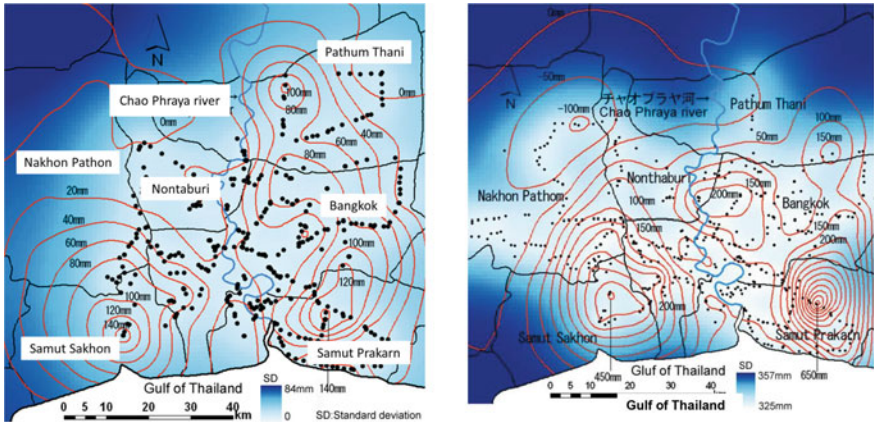 Pathum Thani
N
100mm
0mm
Chao Phraya river →
80mm
40mm
60mm
0mm
80mm
Nakhon Pathon
20mm
Nontaburi
40mm
Bangkok
60mm
100mm
80mm
100mm
120mm
120mm
140mm
Samut Sakhon
Samut Prakarn
140mm
Gulf of Thailand
SD
84mm
0
0 5 10 20 30 40
km
SD:Standard deviation
0mm
-50mm
N
-100mm
チャオプラヤ河→
Chao Phraya river
Pathum Thani
100mm
50mm
150mm
Nakhon Pathom
Nonthaburi
150mm
200mm
100mm
Bangkok
150mm
150mm
200mm
200mm
Samut Sakhon
Samut Prakarn
450mm
Gulf of Thailand
650mm
SD
357mm
325mm
0 5 10 20 30 40
Gulf of Thailand